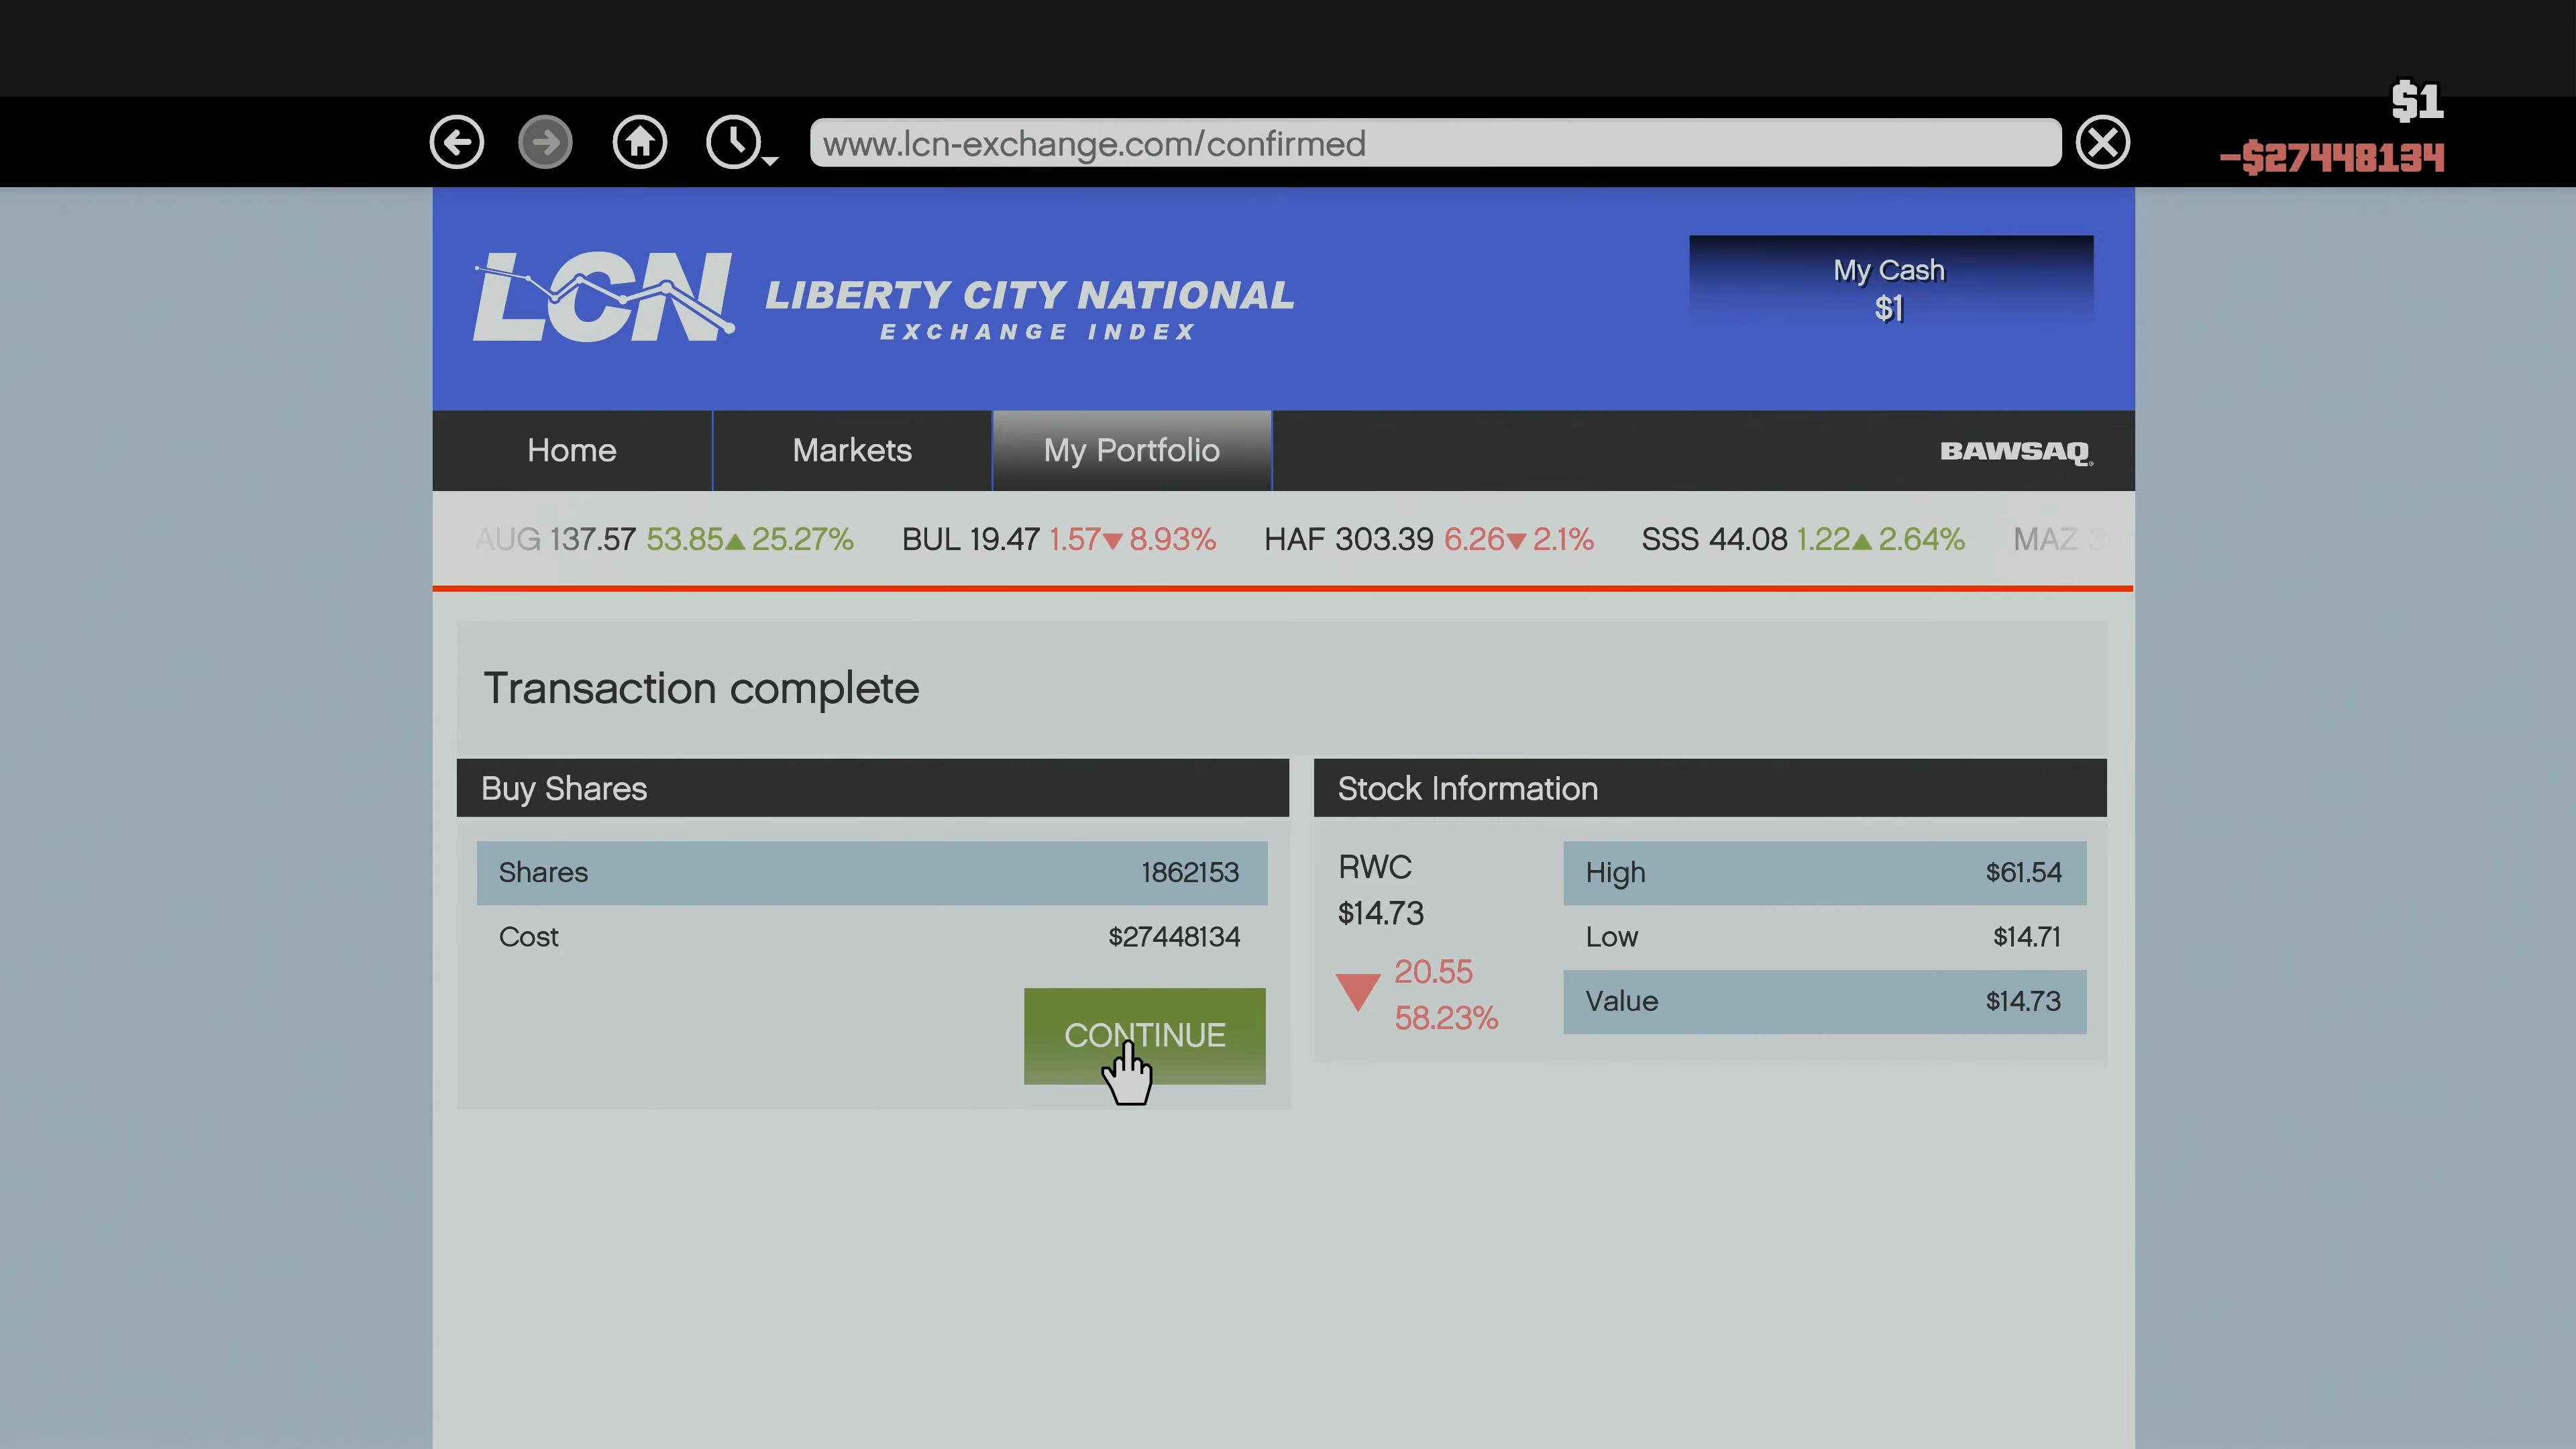 $1
www.lcn-exchange.com/confirmed
-$27448134
LCN LIBERTY CITY NATIONAL
EXCHANGE INDEX
My Cash
$1
Home Markets My Portfolio BAWSAQ
AUG 137.57 53.85▲ 25.27% BUL 19.47 1.57▼ 8.93% HAF 303.39 6.26▼ 2.1% SSS 44.08 1.22▲ 2.64% MAZ
Transaction complete
Buy Shares
Shares 1862153
Cost $27448134
CONTINUE
Stock Information
RWC
$14.73
▼ 20.55
58.23%
High $61.54
Low $14.71
Value $14.73